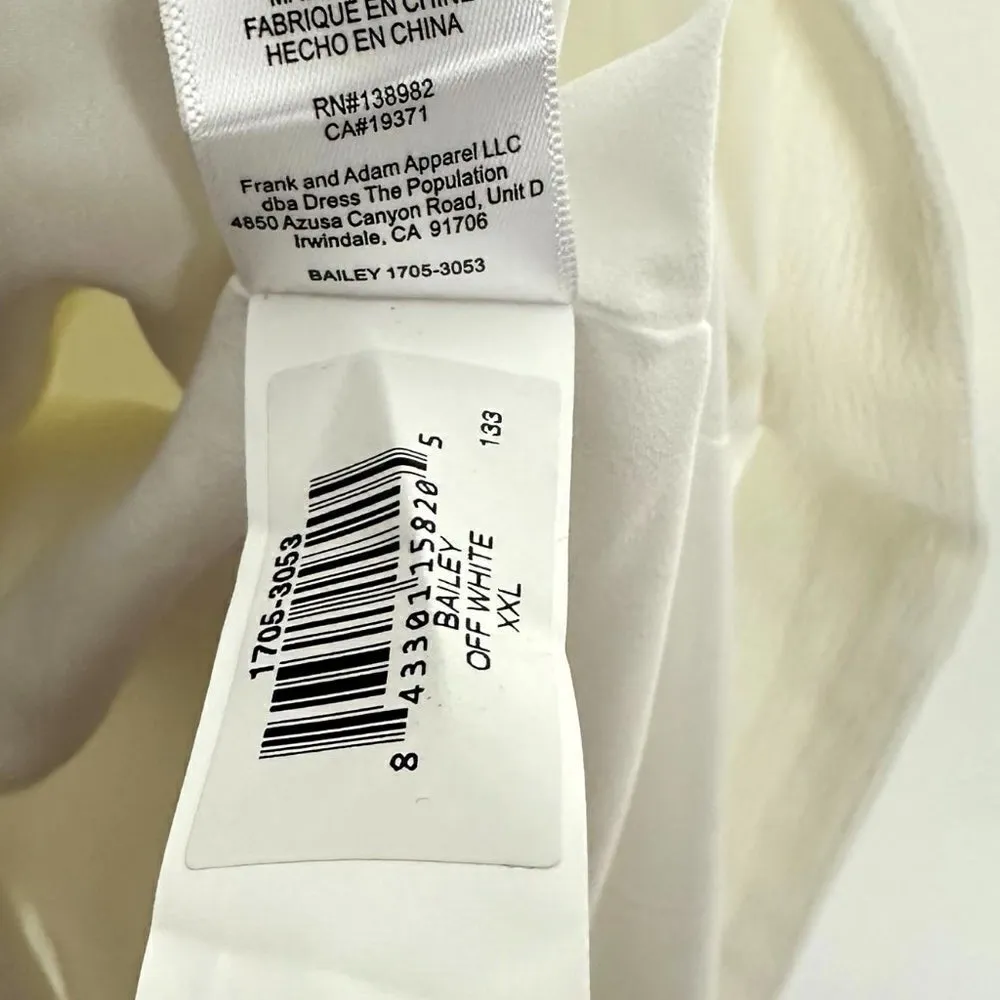 FABRIQUÉ EN CHINE
HECHO EN CHINA
RN#138982
CA#19371
Frank and Adam Apparel LLC
dba Dress The Population
4850 Azusa Canyon Road, Unit D
Irwindale, CA 91706
BAILEY 1705-3053
1705-3053
8 43301 15820 5
BAILEY
OFF WHITE
XXL
133